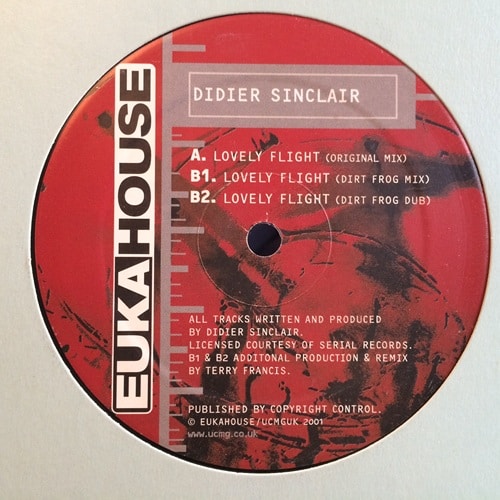 EUKAHOUSE
DIDIER SINCLAIR
A. LOVELY FLIGHT (ORIGINAL MIX)
B1. LOVELY FLIGHT (DIRT FROG MIX)
B2. LOVELY FLIGHT (DIRT FROG DUB)
ALL TRACKS WRITTEN AND PRODUCED
BY DIDIER SINCLAIR.
LICENSED COURTESY OF SERIAL RECORDS.
B1 & B2 ADDITONAL PRODUCTION & REMIX
BY TERRY FRANCIS.
PUBLISHED BY COPYRIGHT CONTROL.
© EUKAHOUSE/UCMGUK 2001
www.ucmg.co.uk